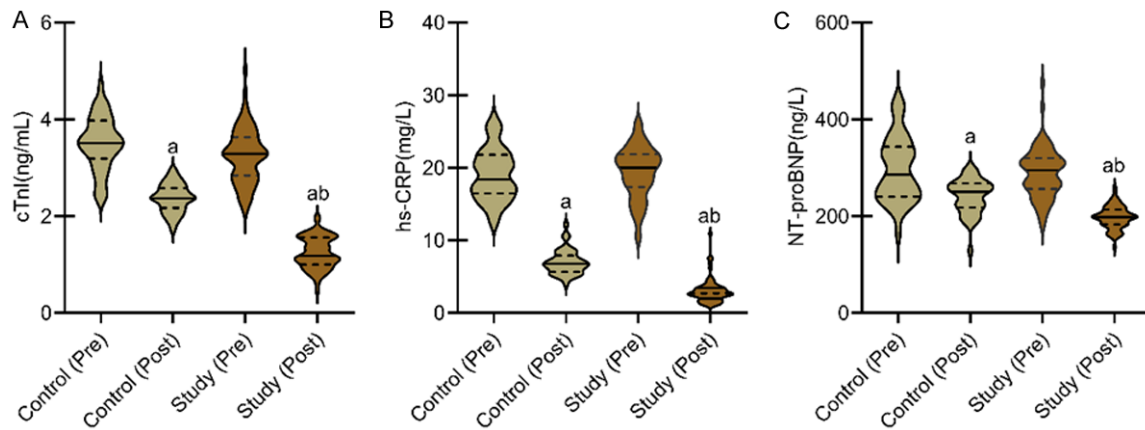 A
cTnI(ng/mL)
6
4
2
0
a
ab
Control (Pre)
Control (Post)
Study (Pre)
Study (Post)
B
hs-CRP(mg/L)
40
30
20
10
0
a
ab
Control (Pre)
Control (Post)
Study (Pre)
Study (Post)
C
NT-proBNP(ng/L)
600
400
200
0
a
ab
Control (Pre)
Control (Post)
Study (Pre)
Study (Post)